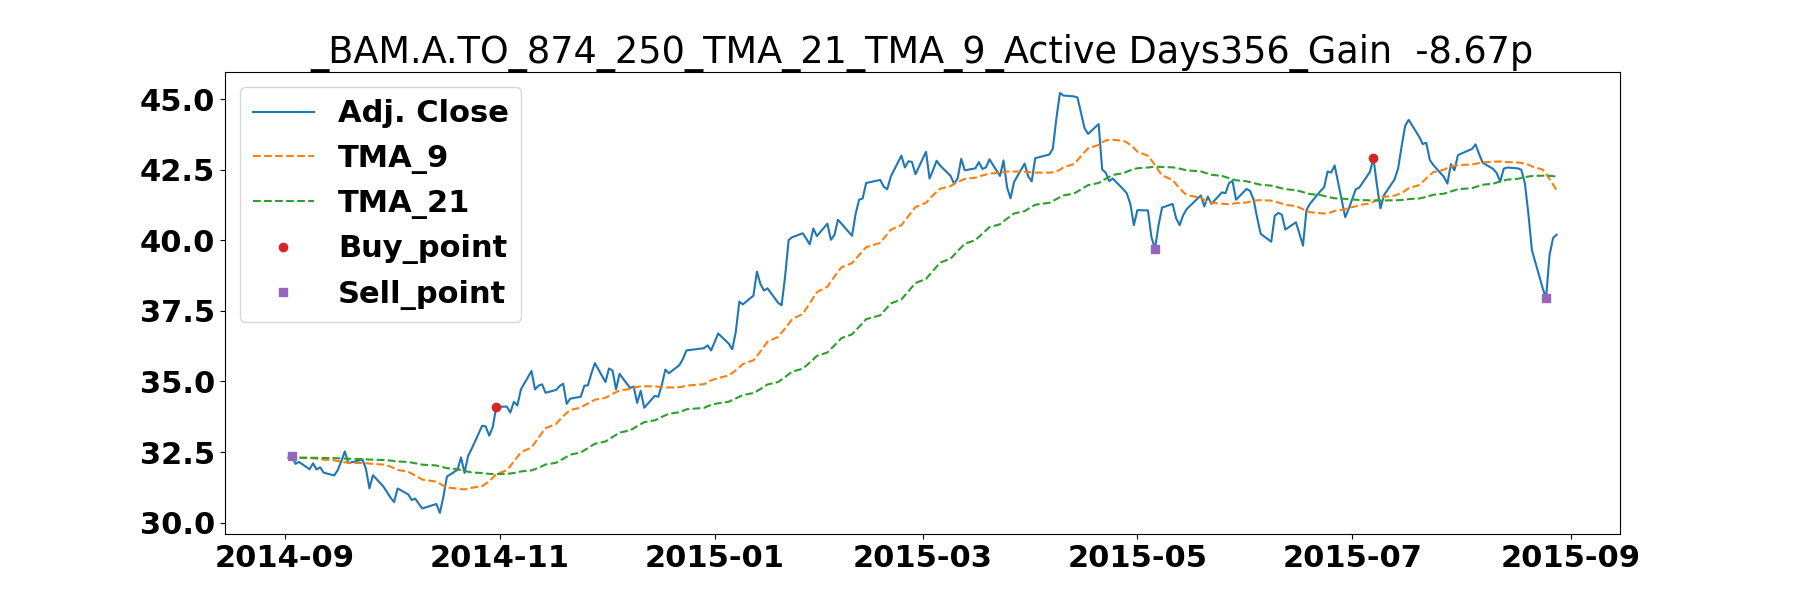 _BAM.A.TO_874_250_TMA_21_TMA_9_Active Days356_Gain  -8.67p
45.0
42.5
40.0
37.5
35.0
32.5
30.0
Adj. Close
TMA_9
TMA_21
Buy_point
Sell_point
2014-09 2014-11 2015-01 2015-03 2015-05 2015-07 2015-09